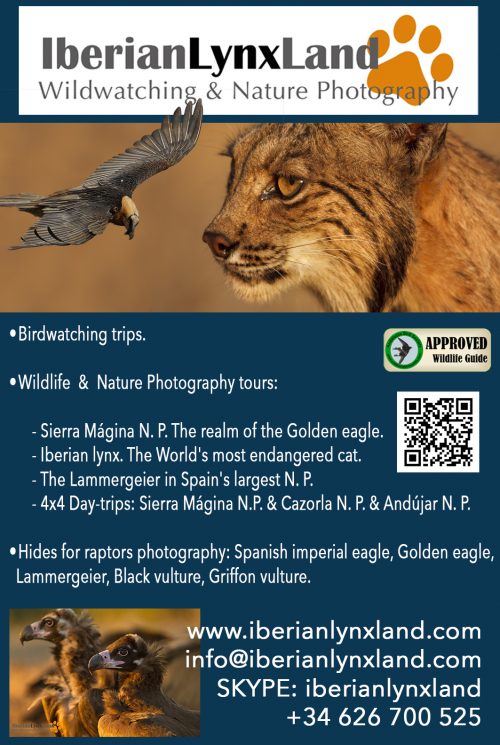 IberianLynxLand
Wildwatching & Nature Photography
•Birdwatching trips.
APPROVED
Wildlife Guide
•Wildlife & Nature Photography tours:
- Sierra Mágina N. P. The realm of the Golden eagle.
- Iberian lynx. The World's most endangered cat.
- The Lammergeier in Spain's largest N. P.
- 4x4 Day-trips: Sierra Mágina N.P. & Cazorla N. P. & Andújar N. P.
•Hides for raptors photography: Spanish imperial eagle, Golden eagle,
Lammergeier, Black vulture, Griffon vulture.
www.iberianlynxland.com
info@iberianlynxland.com
SKYPE: iberianlynxland
+34 626 700 525
IberianLynxLand